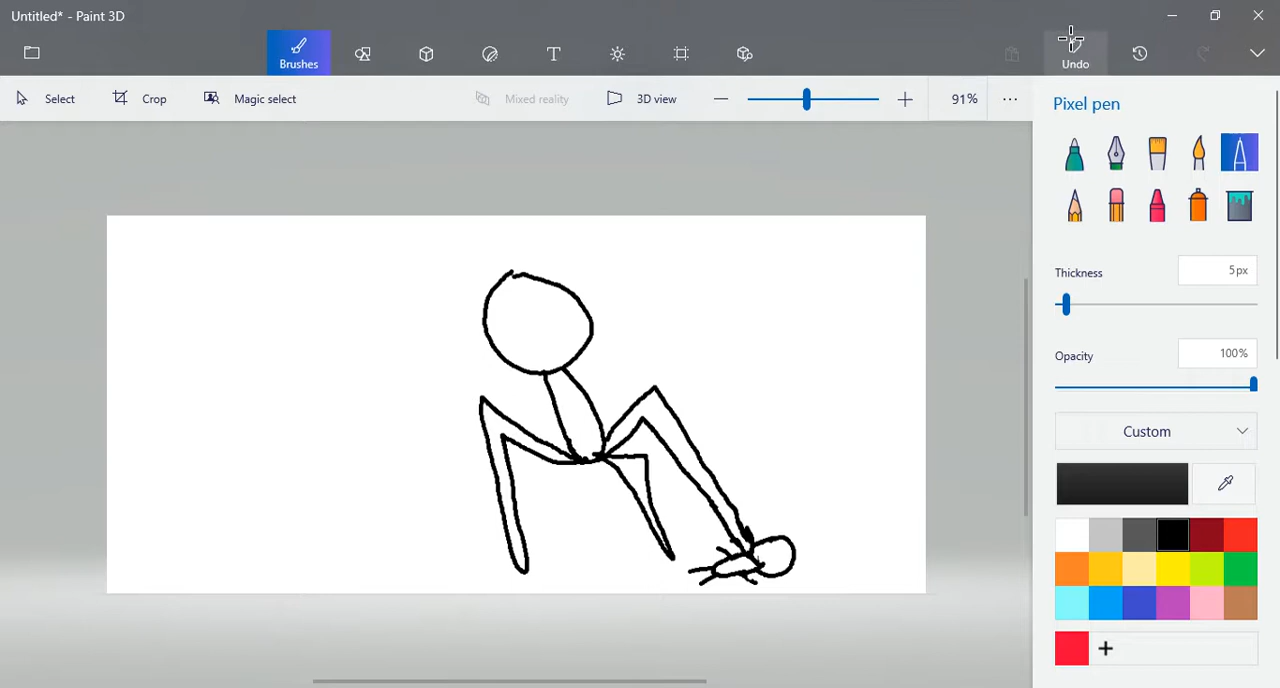 Untitled* - Paint 3D
Brushes
Undo
Select
Crop
Magic select
Mixed reality
3D view
91%
Pixel pen
Thickness
5px
Opacity
100%
Custom